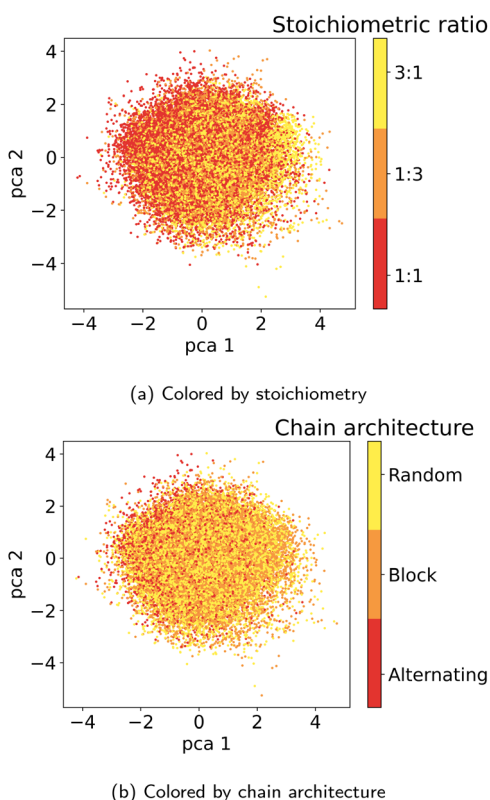 Stoichiometric ratio
4
2
0
−2
−4
pca 2
−4 −2 0 2 4
pca 1
3:1
1:3
1:1
(a) Colored by stoichiometry
Chain architecture
4
2
0
−2
−4
pca 2
−4 −2 0 2 4
pca 1
Random
Block
Alternating
(b) Colored by chain architecture